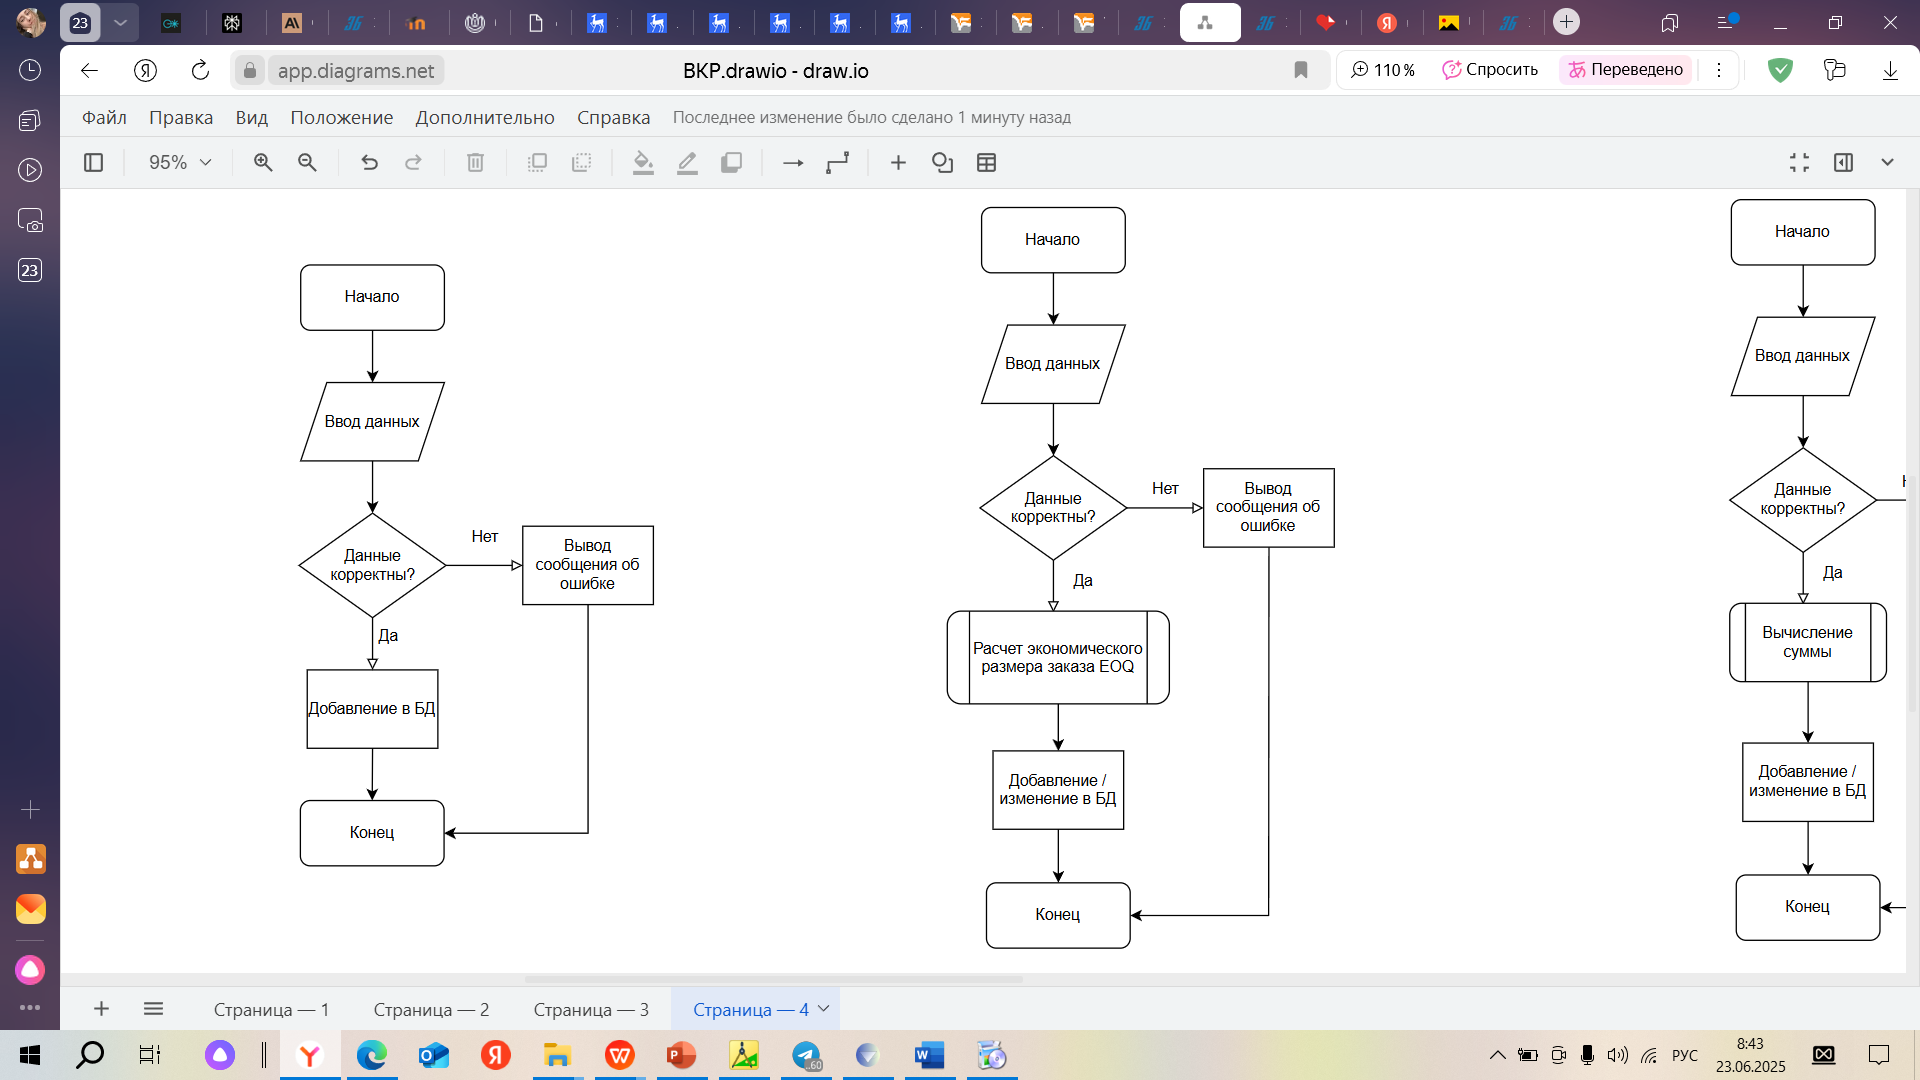 23
app.diagrams.net
BKP.drawio - draw.io
110 %
Спросить
Переведено
Файл
Правка
Вид
Положение
Дополнительно
Справка
Последнее изменение было сделано 1 минуту назад
95%
23
Начало
Ввод данных
Данные
корректны?
Нет
Вывод
сообщения об
ошибке
Да
Добавление в БД
Конец
Начало
Ввод данных
Данные
корректны?
Нет
Вывод
сообщения об
ошибке
Да
Расчет экономического
размера заказа EOQ
Добавление /
изменение в БД
Конец
Начало
Ввод данных
Данные
корректны?
Да
Вычисление
суммы
Добавление /
изменение в БД
Конец
Страница — 1
Страница — 2
Страница — 3
Страница — 4
РУС
8:43
23.06.2025